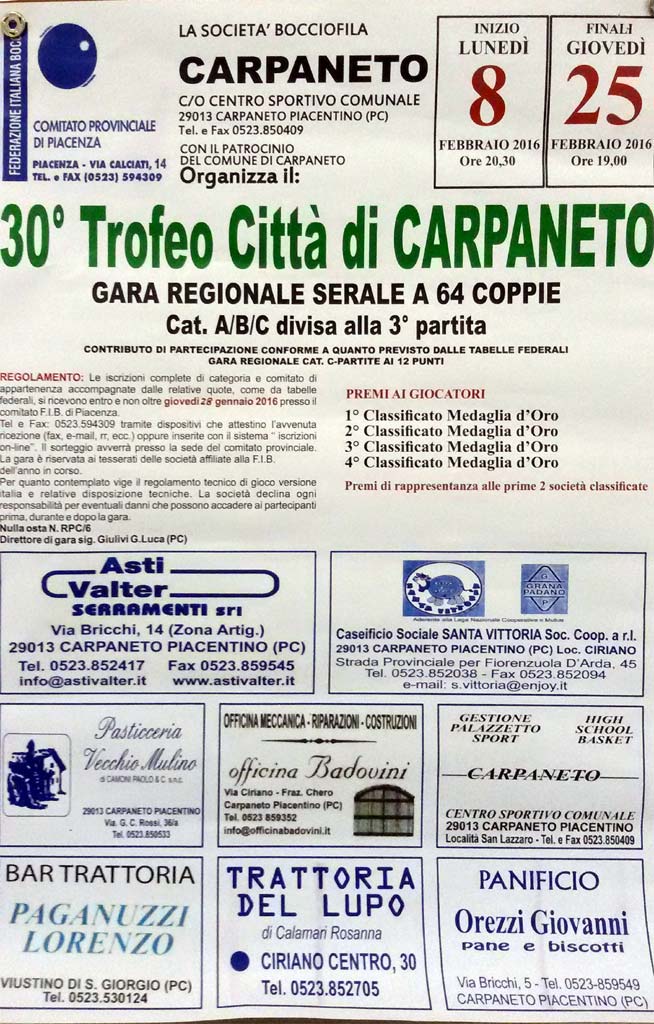 FEDERAZIONE ITALIANA BOC
COMITATO PROVINCIALE
DI PIACENZA
PIACENZA - VIA CALCIATI, 14
TEL. e FAX (0523) 594309
LA SOCIETA' BOCCIOFILA
CARPANETO
C/O CENTRO SPORTIVO COMUNALE
29013 CARPANETO PIACENTINO (PC)
Tel. e Fax 0523.850409
CON IL PATROCINIO
DEL COMUNE DI CARPANETO
Organizza il:
INIZIO
LUNEDÌ
8
FEBBRAIO 2016
Ore 20,30
FINALI
GIOVEDÌ
25
FEBBRAIO 2016
Ore 19,00
30° Trofeo Città di CARPANETO
GARA REGIONALE SERALE A 64 COPPIE
Cat. A/B/C divisa alla 3° partita
CONTRIBUTO DI PARTECIPAZIONE CONFORME A QUANTO PREVISTO DALLE TABELLE FEDERALI
GARA REGIONALE CAT. C-PARTITE AI 12 PUNTI
REGOLAMENTO: Le iscrizioni complete di categoria e comitato di
appartenenza accompagnate dalle relative quote, come da tabelle
federali, si ricevono entro e non oltre giovedì 28 gennaio 2016 presso il
comitato F.I.B. di Piacenza.
Tel e Fax: 0523.594309 tramite dispositivi che attestino l'avvenuta
ricezione (fax, e-mail, rr, ecc.) oppure inserite con il sistema " iscrizioni
on-line". Il sorteggio avverrà presso la sede del comitato provinciale.
La gara è riservata ai tesserati delle società affiliate alla F.I.B.
dell'anno in corso.
Per quanto contemplato vige il regolamento tecnico di gioco versione
italia e relative disposizione tecniche. La società declina ogni
responsabilità per eventuali danni che possono accadere ai partecipanti
prima, durante e dopo la gara.
Nulla osta N. RPC/6
Direttore di gara sig. Giulivi G.Luca (PC)
PREMI AI GIOCATORI
1° Classificato Medaglia d'Oro
2° Classificato Medaglia d'Oro
3° Classificato Medaglia d'Oro
4° Classificato Medaglia d'Oro
Premi di rappresentanza alle prime 2 società classificate
Asti
Valter
SERRAMENTI srl
Via Bricchi, 14 (Zona Artig.)
29013 CARPANETO PIACENTINO (PC)
Tel. 0523.852417 Fax 0523.859545
info@astivalter.it www.astivalter.it
GRANA
PADANO
Aderente alla Lega Nazionale Cooperative e Mutue
Caseificio Sociale SANTA VITTORIA Soc. Coop. a r.l.
29013 CARPANETO PIACENTINO (PC) Loc. CIRIANO
Strada Provinciale per Fiorenzuola D'Arda, 45
Tel. 0523.852038 - Fax 0523.852094
e-mail: s.vittoria@enjoy.it
Pasticceria
Vecchio Mulino
di CAMONI PAOLO & C. s.n.c.
29013 CARPANETO PIACENTINO
Via. G. C. Rossi, 36/a
Tel. 0523.850533
OFFICINA MECCANICA - RIPARAZIONI - COSTRUZIONI
officina Badovini
Via Ciriano - Fraz. Chero
Carpaneto Piacentino (PC)
Tel. 0523 859352
info@officinabadovini.it
GESTIONE
PALAZZETTO
SPORT
HIGH
SCHOOL
BASKET
CARPANETO
CENTRO SPORTIVO COMUNALE
29013 CARPANETO PIACENTINO
Località San Lazzaro - Tel. e Fax 0523.850409
BAR TRATTORIA
PAGANUZZI
LORENZO
VIUSTINO DI S. GIORGIO (PC)
Tel. 0523.530124
TRATTORIA
DEL LUPO
di Calamari Rosanna
CIRIANO CENTRO, 30
Tel. 0523.852705
PANIFICIO
Orezzi Giovanni
pane e biscotti
Via Bricchi, 5 - Tel. 0523-859549
CARPANETO PIACENTINO (PC)